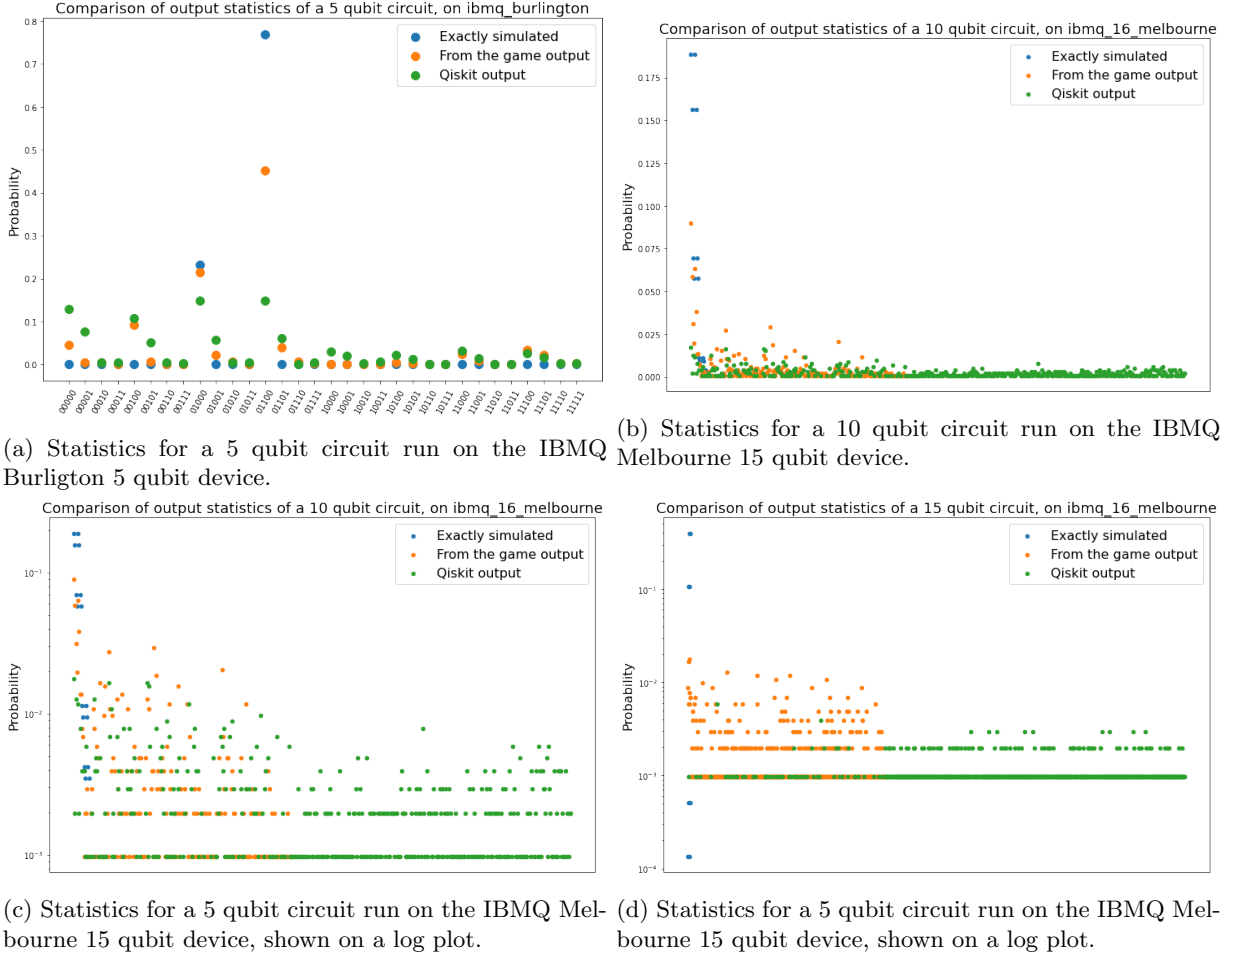 Comparison of output statistics of a 5 qubit circuit, on ibmq_burlington
Exactly simulated
From the game output
Qiskit output
Probability
0.8
0.7
0.6
0.5
0.4
0.3
0.2
0.1
0.0
00000
00001
00010
00011
00100
00101
00110
00111
01000
01001
01010
01011
01100
01101
01110
01111
10000
10001
10010
10011
10100
10101
10110
10111
11000
11001
11010
11011
11100
11101
11110
11111
(a) Statistics for a 5 qubit circuit run on the IBMQ
Burligton 5 qubit device.
Comparison of output statistics of a 10 qubit circuit, on ibmq_16_melbourne
Exactly simulated
From the game output
Qiskit output
Probability
0.175
0.150
0.125
0.100
0.075
0.050
0.025
0.000
(b) Statistics for a 10 qubit circuit run on the IBMQ
Melbourne 15 qubit device.
Comparison of output statistics of a 10 qubit circuit, on ibmq_16_melbourne
Exactly simulated
From the game output
Qiskit output
Probability
10⁻¹
10⁻²
10⁻³
(c) Statistics for a 5 qubit circuit run on the IBMQ Mel-
bourne 15 qubit device, shown on a log plot.
Comparison of output statistics of a 15 qubit circuit, on ibmq_16_melbourne
Exactly simulated
From the game output
Qiskit output
Probability
10⁻¹
10⁻²
10⁻³
10⁻⁴
(d) Statistics for a 5 qubit circuit run on the IBMQ Mel-
bourne 15 qubit device, shown on a log plot.